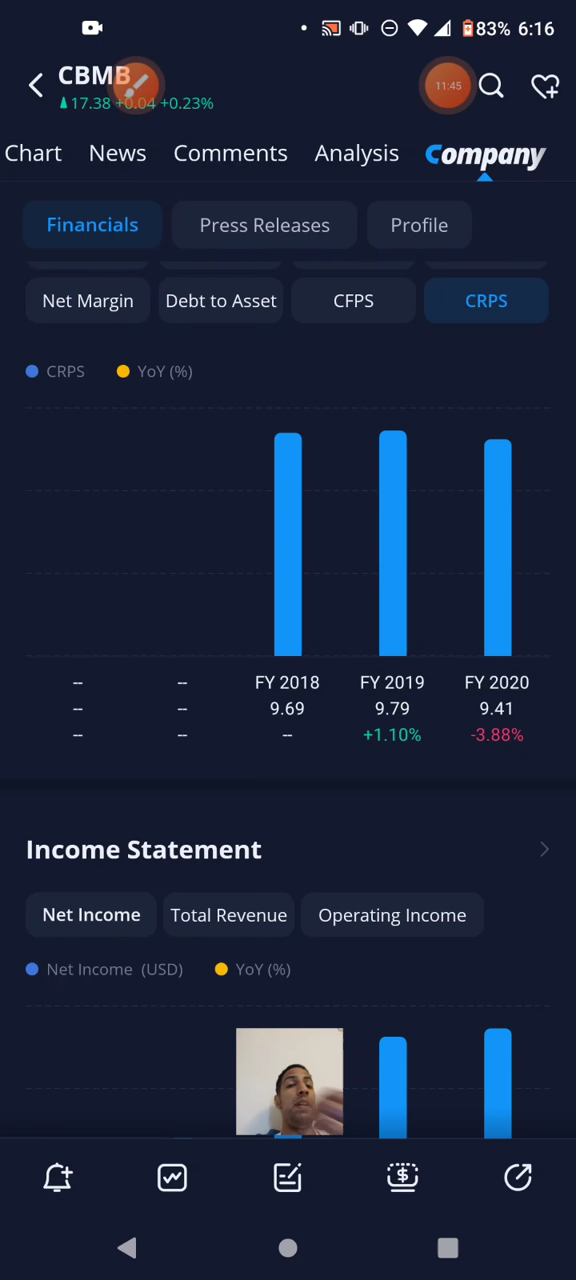 83% 6:16
CBMB
17.38 +0.04 +0.23%
11:45
Chart News Comments Analysis Company
Financials Press Releases Profile
Net Margin Debt to Asset CFPS CRPS
CRPS YoY (%)
-- -- FY 2018 FY 2019 FY 2020
-- -- 9.69 9.79 9.41
-- -- -- +1.10% -3.88%
Income Statement
Net Income Total Revenue Operating Income
Net Income (USD) YoY (%)